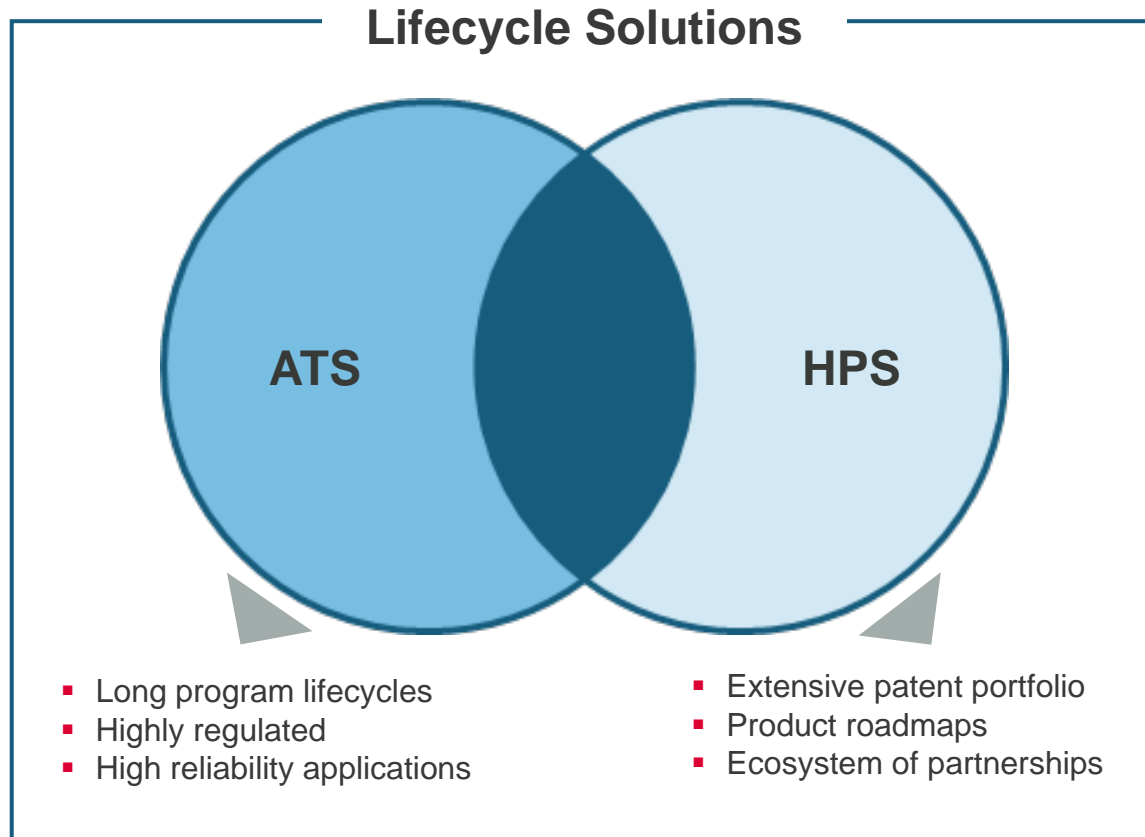 Lifecycle Solutions
ATS
HPS
▪ Long program lifecycles
▪ Highly regulated
▪ High reliability applications
▪ Extensive patent portfolio
▪ Product roadmaps
▪ Ecosystem of partnerships